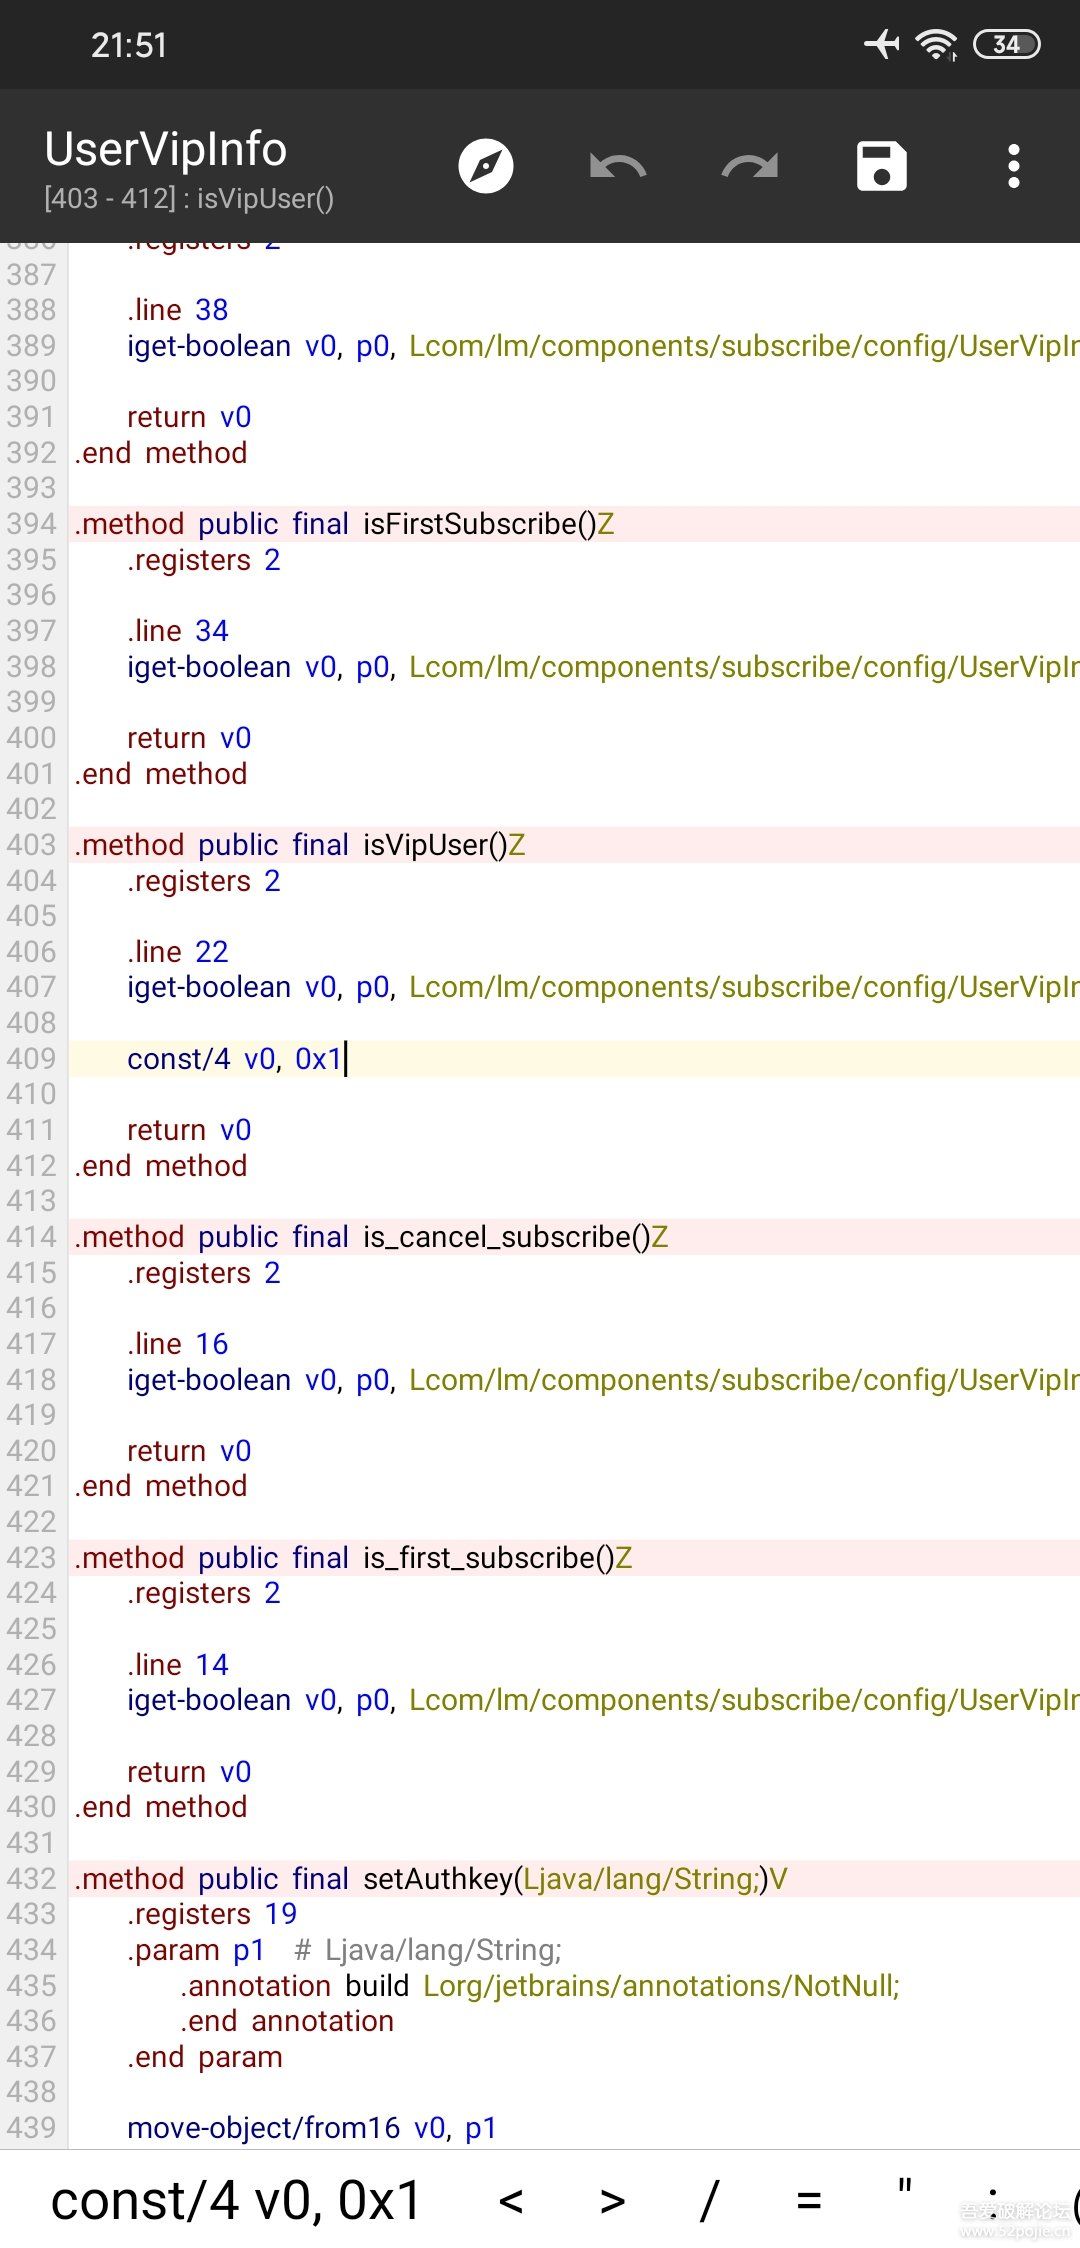 21:51
34
UserVipInfo
[403 - 412] : isVipUser()
.registers 2
387
388 .line 38
389 iget-boolean v0, p0, Lcom/lm/components/subscribe/config/UserVipIn
390
391 return v0
392 .end method
393
394 .method public final isFirstSubscribe()Z
395 .registers 2
396
397 .line 34
398 iget-boolean v0, p0, Lcom/lm/components/subscribe/config/UserVipIn
399
400 return v0
401 .end method
402
403 .method public final isVipUser()Z
404 .registers 2
405
406 .line 22
407 iget-boolean v0, p0, Lcom/lm/components/subscribe/config/UserVipIn
408
409 const/4 v0, 0x1
410
411 return v0
412 .end method
413
414 .method public final is_cancel_subscribe()Z
415 .registers 2
416
417 .line 16
418 iget-boolean v0, p0, Lcom/lm/components/subscribe/config/UserVipIn
419
420 return v0
421 .end method
422
423 .method public final is_first_subscribe()Z
424 .registers 2
425
426 .line 14
427 iget-boolean v0, p0, Lcom/lm/components/subscribe/config/UserVipIn
428
429 return v0
430 .end method
431
432 .method public final setAuthkey(Ljava/lang/String;)V
433 .registers 19
434 .param p1 # Ljava/lang/String;
435 .annotation build Lorg/jetbrains/annotations/NotNull;
436 .end annotation
437 .end param
438
439 move-object/from16 v0, p1
const/4 v0, 0x1 < > / = " : (
吾爱破解论坛
www.52pojie.cn